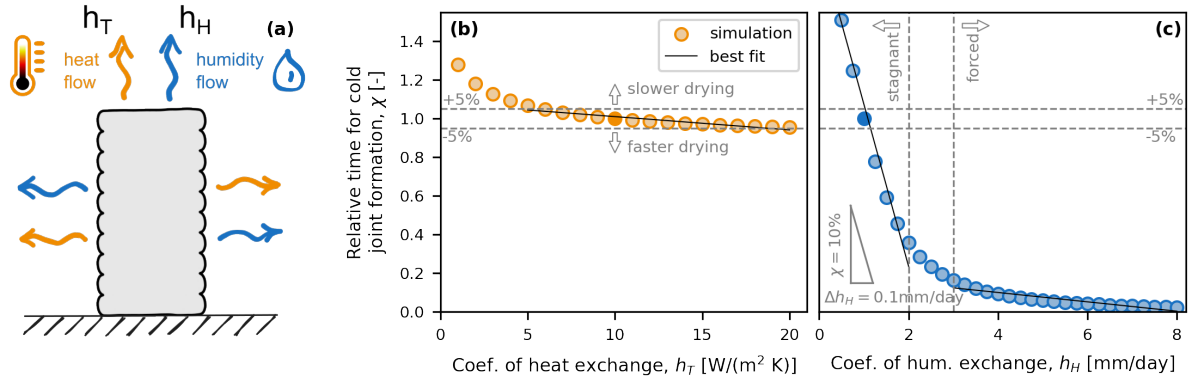 h_T
h_H
(a)
heat
flow
humidity
flow
(b)
simulation
best fit
slower drying
faster drying
+5%
-5%
Relative time for cold
joint formation, χ [-]
1.4
1.2
1.0
0.8
0.6
0.4
0.2
0.0
0
5
10
15
20
Coef. of heat exchange, h_T [W/(m² K)]
(c)
stagnant
forced
+5%
-5%
χ = 10%
Δh_H = 0.1mm/day
0
2
4
6
8
Coef. of hum. exchange, h_H [mm/day]